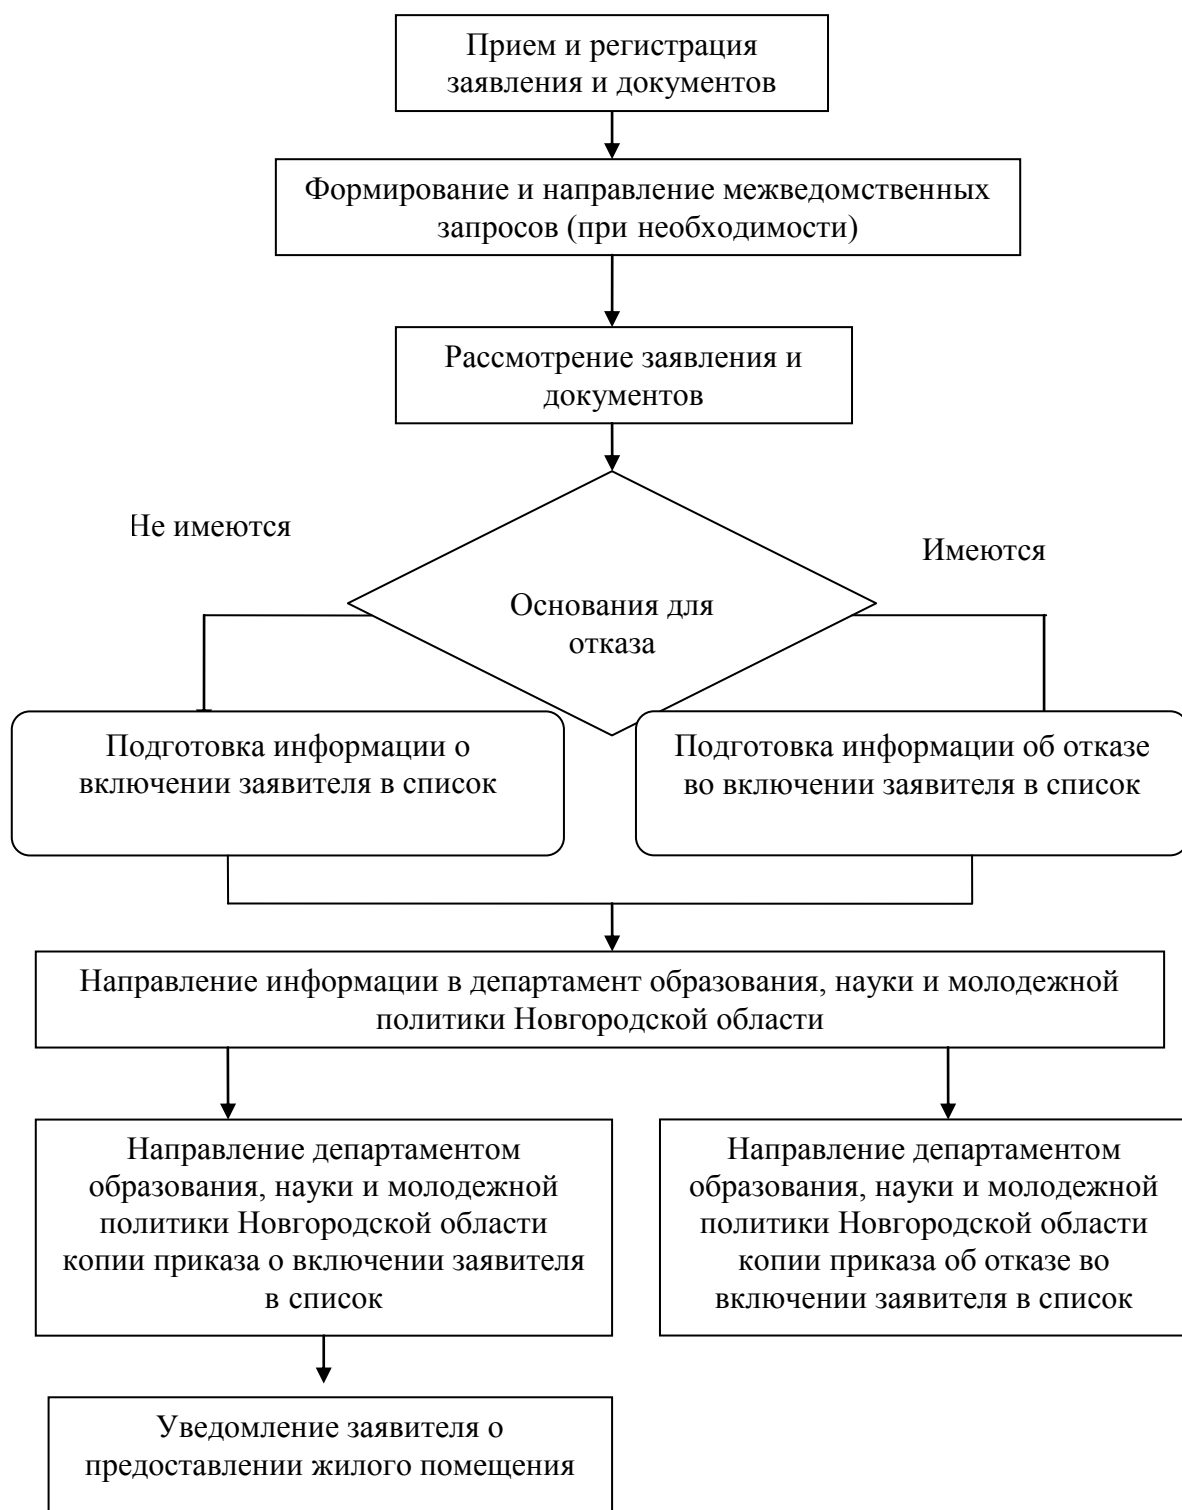 Прием и регистрация
заявления и документов
Формирование и направление межведомственных
запросов (при необходимости)
Рассмотрение заявления и
документов
Не имеются
Имеются
Основания для
отказа
Подготовка информации о
включении заявителя в список
Подготовка информации об отказе
во включении заявителя в список
Направление информации в департамент образования, науки и молодежной
политики Новгородской области
Направление департаментом
образования, науки и молодежной
политики Новгородской области
копии приказа о включении заявителя
в список
Направление департаментом
образования, науки и молодежной
политики Новгородской области
копии приказа об отказе во
включении заявителя в список
Уведомление заявителя о
предоставлении жилого помещения